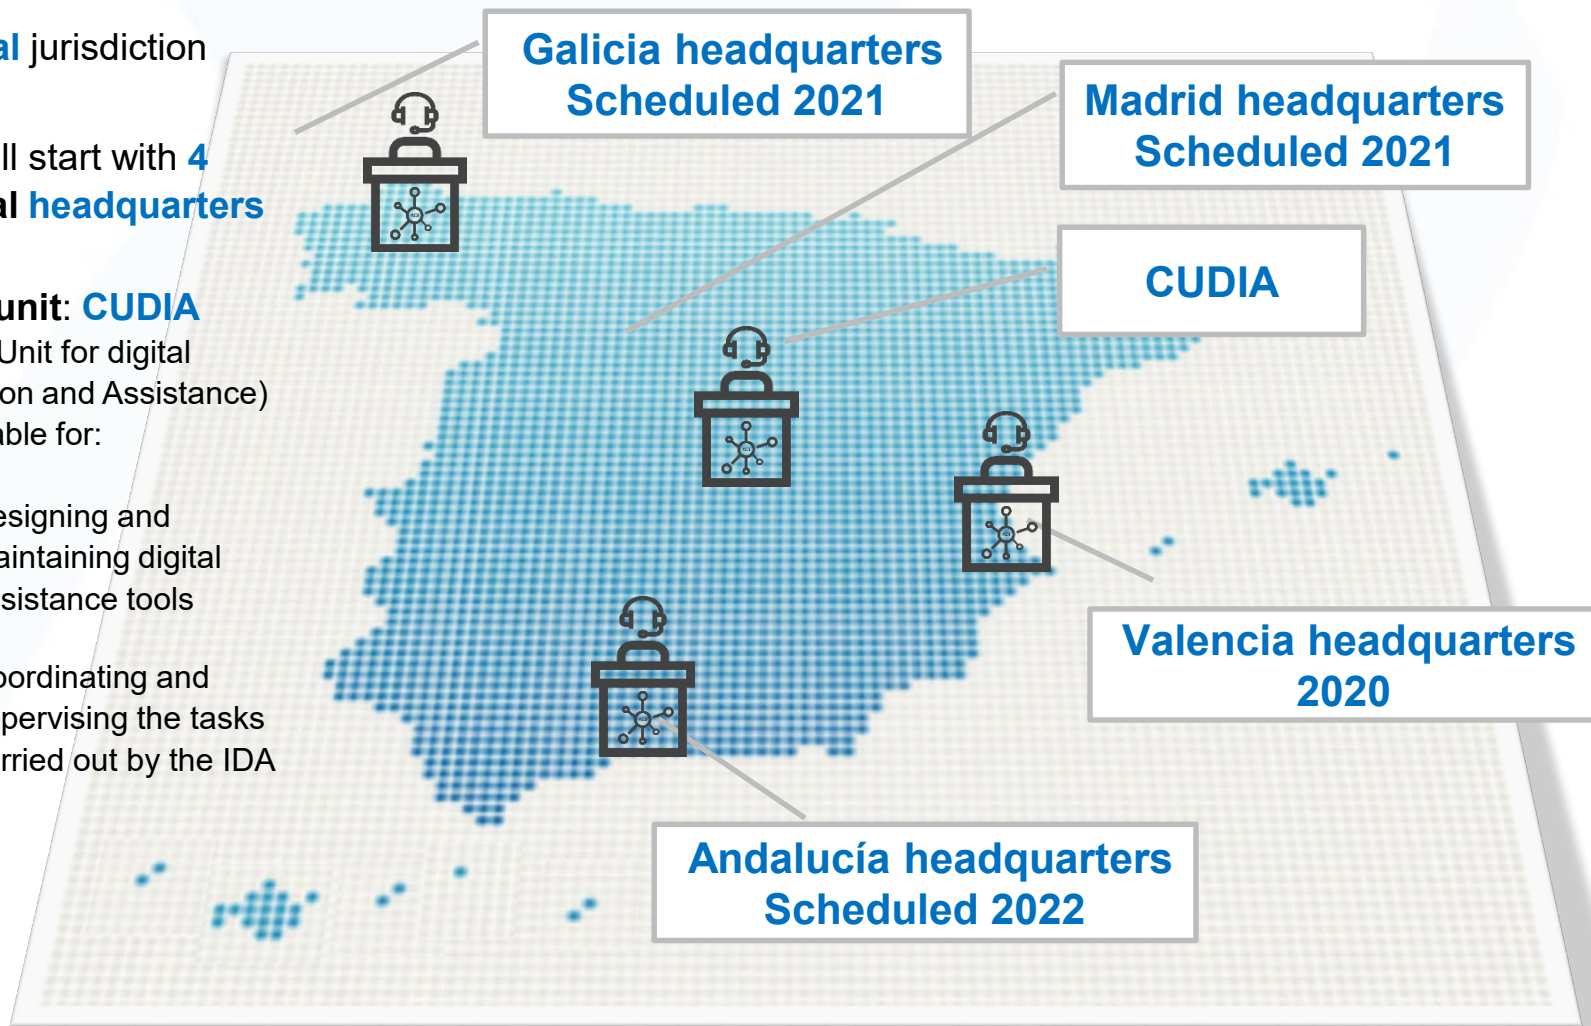 al jurisdiction
ll start with 4
al headquarters
unit: CUDIA
Unit for digital
on and Assistance)
able for:
esigning and
aintaining digital
ssistance tools
oordinating and
pervising the tasks
rried out by the IDA
Galicia headquarters
Scheduled 2021
Madrid headquarters
Scheduled 2021
CUDIA
Valencia headquarters
2020
Andalucía headquarters
Scheduled 2022